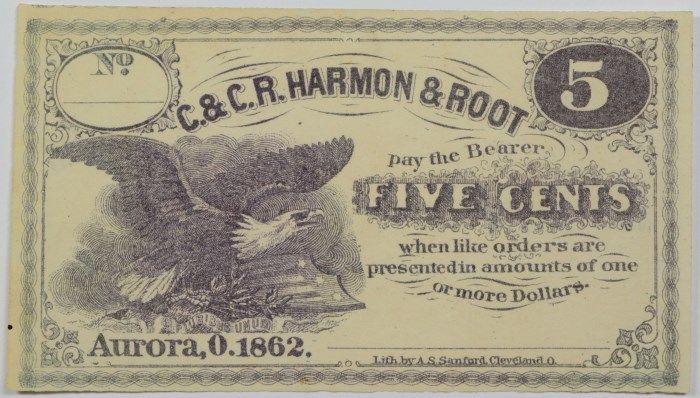 No
5
C. & C.R. HARMON & ROOT
pay the Bearer
FIVE CENTS
when like orders are
presented in amounts of one
or more Dollars.
UNUM
Aurora, O. 1862.
Lith. by A.S. Sanford, Cleveland O.